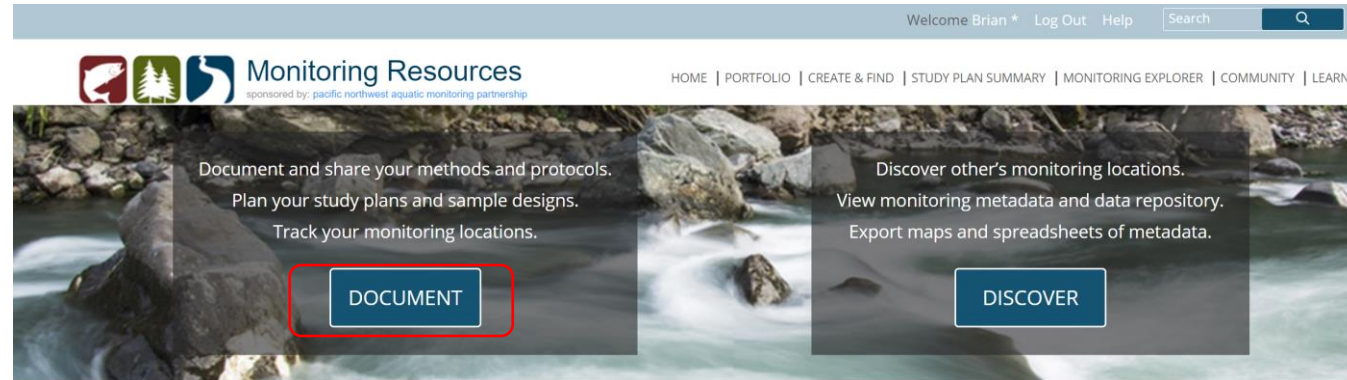 Welcome Brian * Log Out Help Search
Monitoring Resources
sponsored by: pacific northwest aquatic monitoring partnership
HOME | PORTFOLIO | CREATE & FIND | STUDY PLAN SUMMARY | MONITORING EXPLORER | COMMUNITY | LEARN
Document and share your methods and protocols.
Plan your study plans and sample designs.
Track your monitoring locations.
DOCUMENT
Discover other's monitoring locations.
View monitoring metadata and data repository.
Export maps and spreadsheets of metadata.
DISCOVER